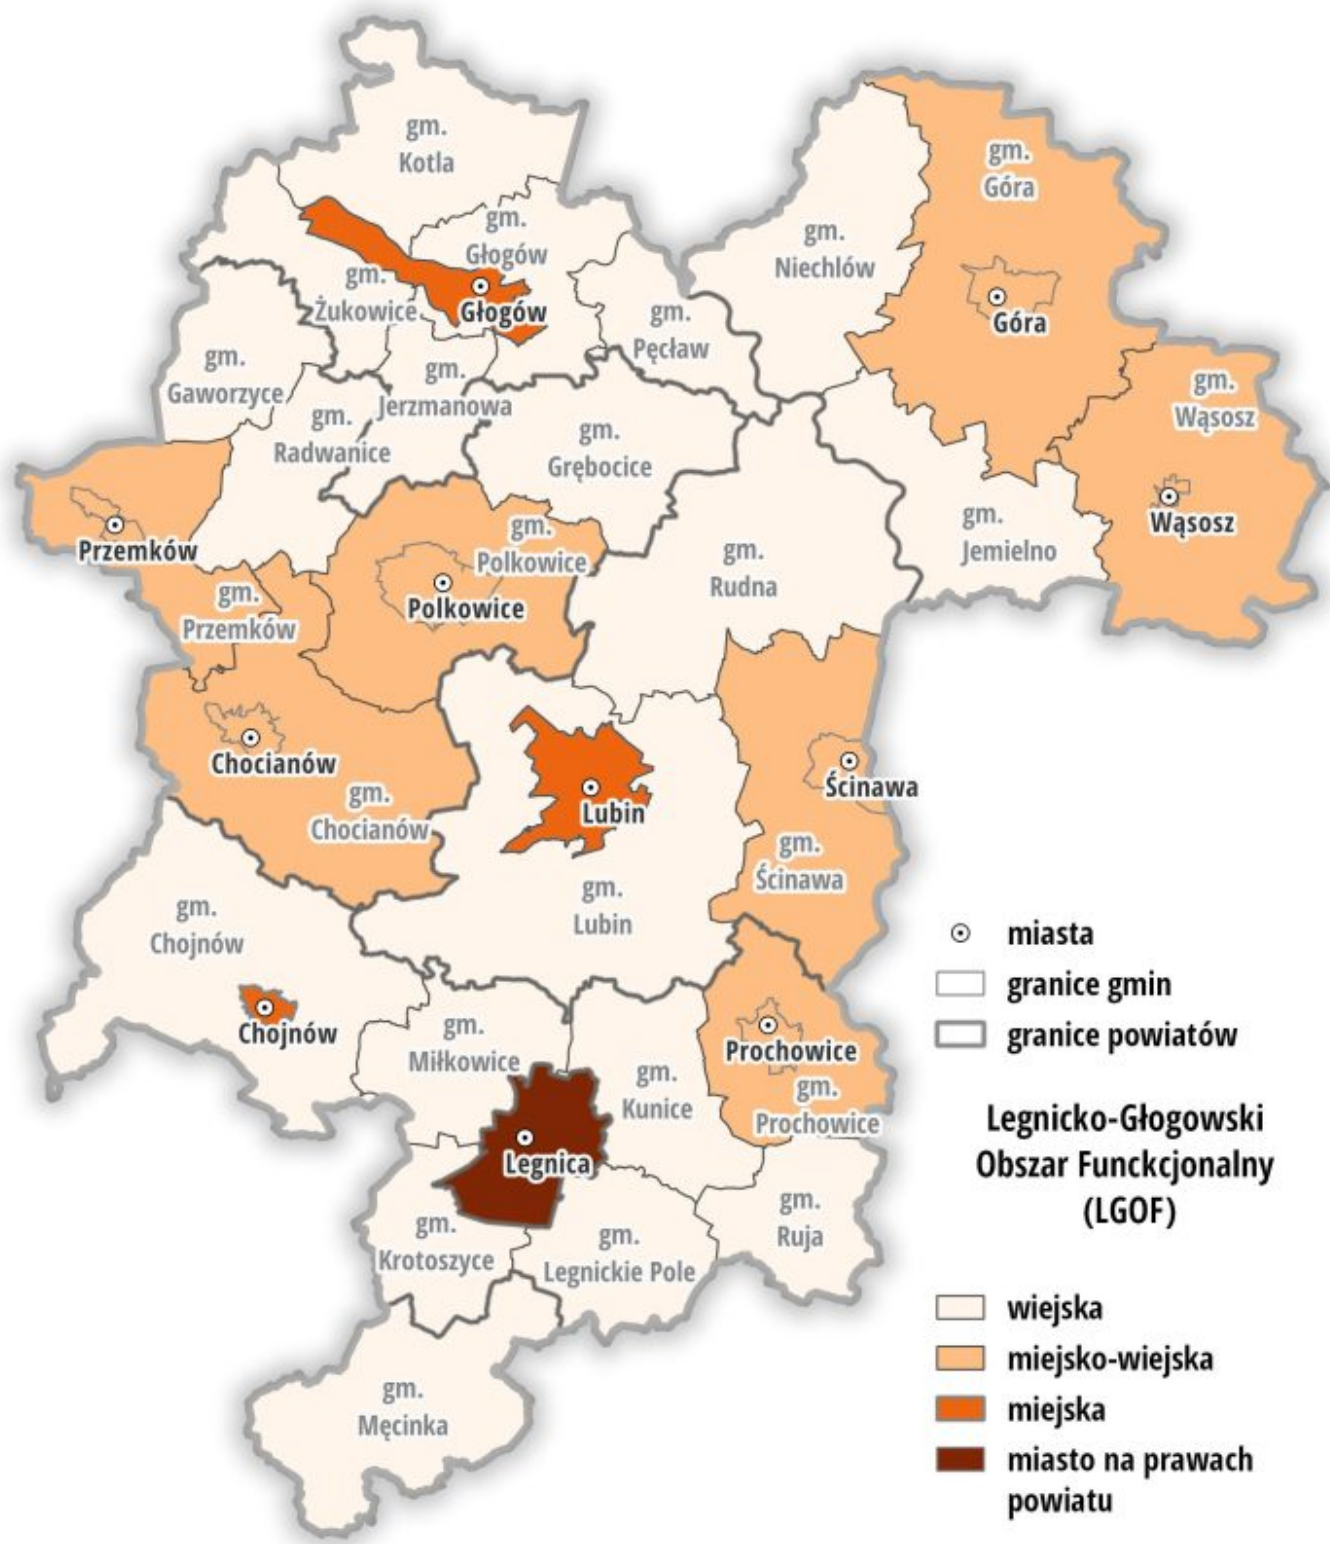 gm.
Kotla
gm.
Góra
gm.
Głogów
gm.
Niechlów
gm.
Żukowice
Głogów
Góra
gm.
Pęcław
gm.
Gaworzyce
gm.
Jerzmanowa
gm.
Wąsosz
gm.
Radwanice
gm.
Grębocice
Wąsosz
Przemków
gm.
Polkowice
gm.
Jemielno
gm.
Rudna
Polkowice
gm.
Przemków
Chocianów
Ścinawa
gm.
Chocianów
Lubin
gm.
Ścinawa
gm.
Lubin
gm.
Chojnów
Chojnów
gm.
Miłkowice
Prochowice
gm.
Kunice
gm.
Prochowice
Legnica
gm.
Krotoszyce
gm.
Legnickie Pole
gm.
Ruja
gm.
Męcinka
miasta
granice gmin
granice powiatów
Legnicko-Głogowski
Obszar Funckcjonalny
(LGOF)
wiejska
miejsko-wiejska
miejska
miasto na prawach
powiatu